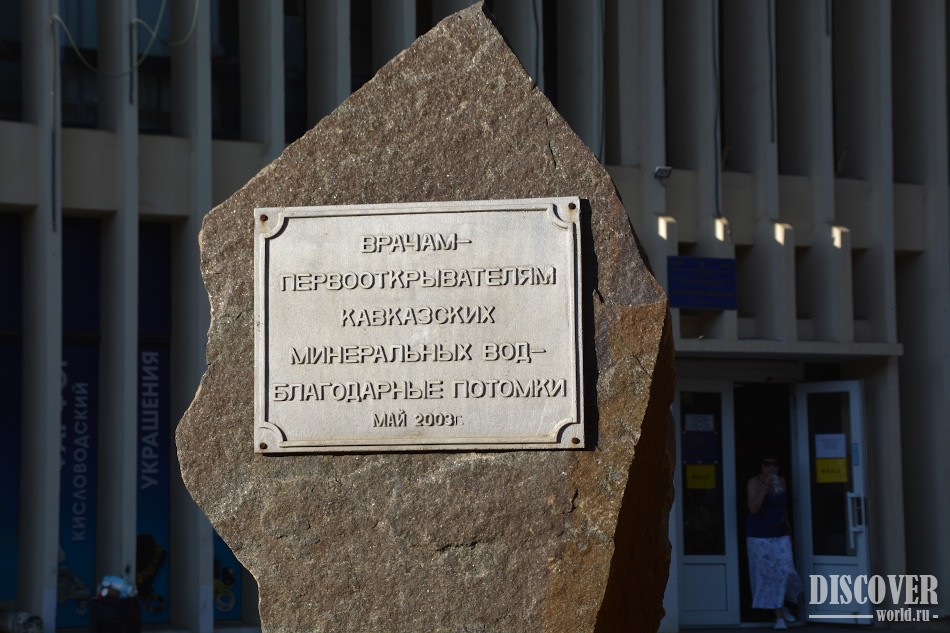 ВРАЧАМ–
ПЕРВООТКРЫВАТЕЛЯМ
КАВКАЗСКИХ
МИНЕРАЛЬНЫХ ВОД–
БЛАГОДАРНЫЕ ПОТОМКИ
МАЙ 2003г.
КИСЛОВОДСКИЙ
УКРАШЕНИЯ
DISCOVER
world.ru